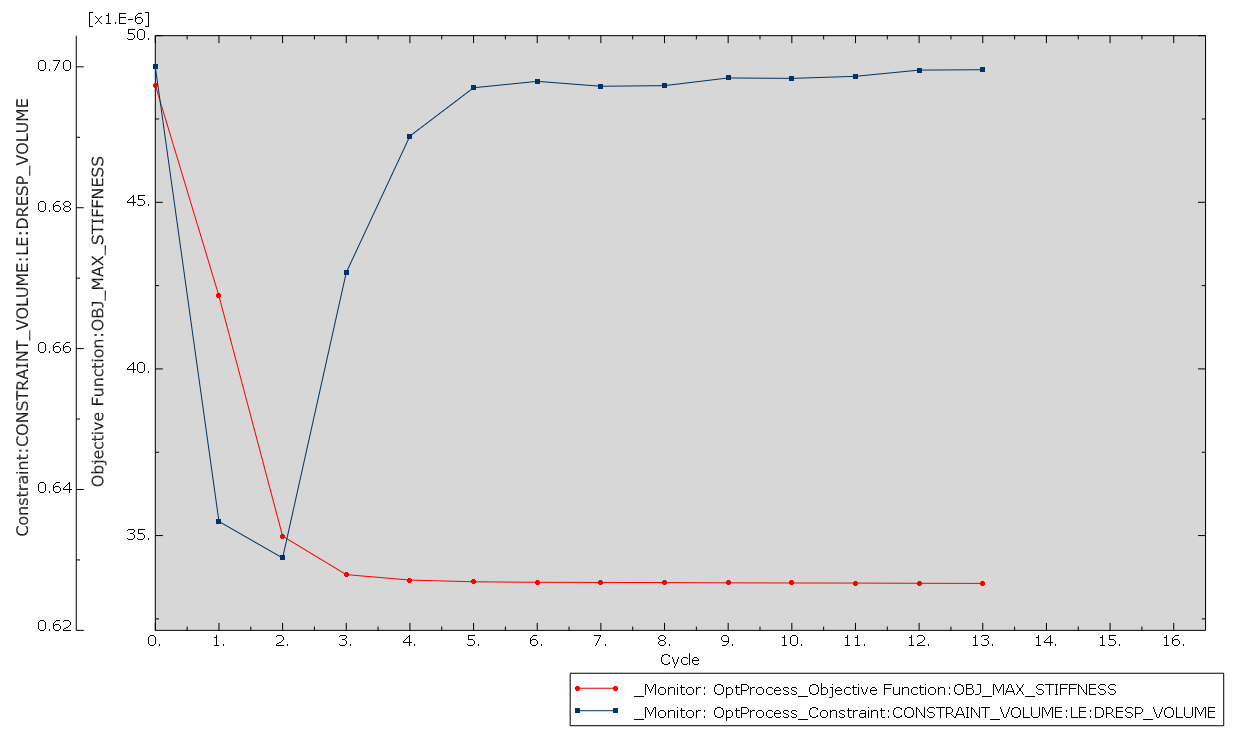 [x1.E-6]
50.
45.
40.
35.
0.70
0.68
0.66
0.64
0.62
Constraint:CONSTRAINT_VOLUME:LE:DRESP_VOLUME
Objective Function:OBJ_MAX_STIFFNESS
0. 1. 2. 3. 4. 5. 6. 7. 8. 9. 10. 11. 12. 13. 14. 15. 16.
Cycle
_Monitor: OptProcess_Objective Function:OBJ_MAX_STIFFNESS
_Monitor: OptProcess_Constraint:CONSTRAINT_VOLUME:LE:DRESP_VOLUME